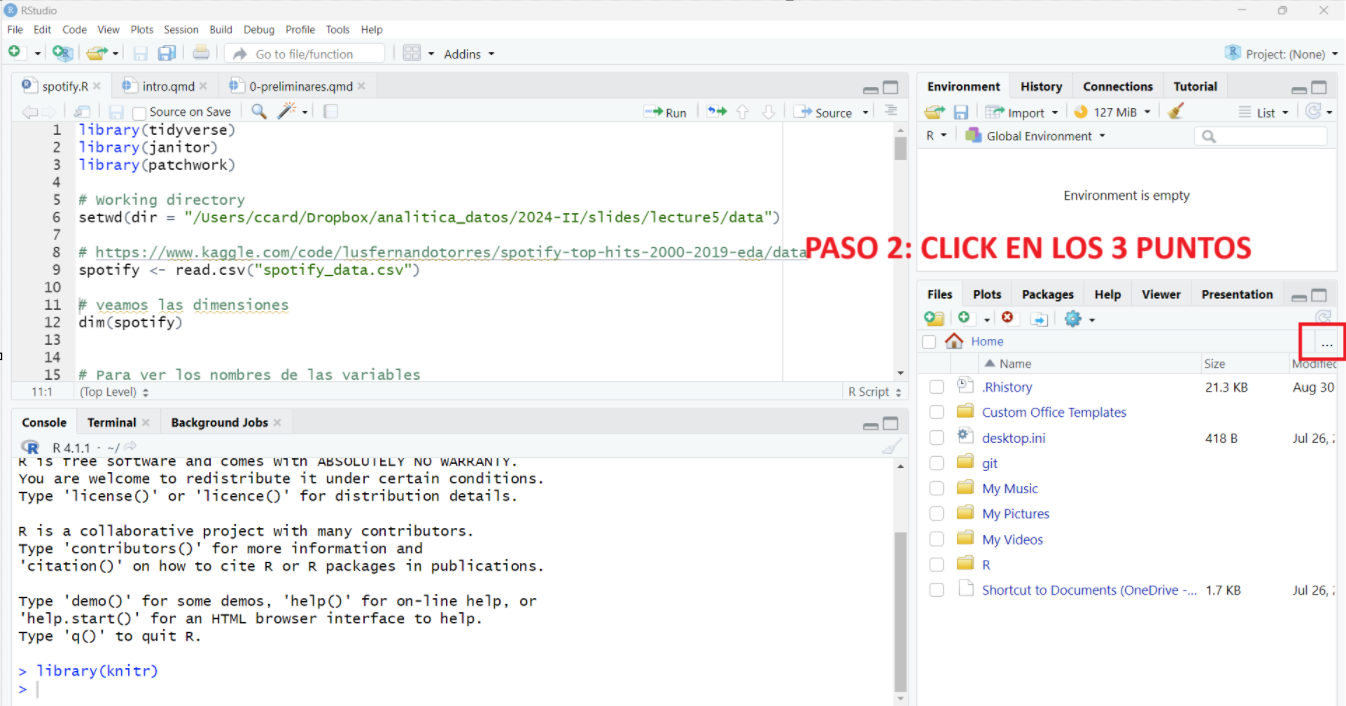 RStudio
File Edit Code View Plots Session Build Debug Profile Tools Help
Go to file/function Addins Project: (None)
spotify.R intro.qmd 0-preliminares.qmd
Source on Save Run Source
1 library(tidyverse)
2 library(janitor)
3 library(patchwork)
4
5 # Working directory
6 setwd(dir = "/Users/ccard/Dropbox/analitica_datos/2024-II/slides/lecture5/data")
7
8 # https://www.kaggle.com/code/lusfernandotorres/spotify-top-hits-2000-2019-eda/data
9 spotify <- read.csv("spotify_data.csv")
10
11 # veamos las dimensiones
12 dim(spotify)
13
14
15 # Para ver los nombres de las variables
11:1 (Top Level) R Script
Console Terminal Background Jobs
R 4.1.1 · ~/
R is free software and comes with ABSOLUTELY NO WARRANTY.
You are welcome to redistribute it under certain conditions.
Type 'license()' or 'licence()' for distribution details.
R is a collaborative project with many contributors.
Type 'contributors()' for more information and
'citation()' on how to cite R or R packages in publications.
Type 'demo()' for some demos, 'help()' for on-line help, or
'help.start()' for an HTML browser interface to help.
Type 'q()' to quit R.
> library(knitr)
>
Environment History Connections Tutorial
Import 127 MiB List
R Global Environment
Environment is empty
PASO 2: CLICK EN LOS 3 PUNTOS
Files Plots Packages Help Viewer Presentation
Home ...
Name Size Modified
.Rhistory 21.3 KB Aug 30
Custom Office Templates
desktop.ini 418 B Jul 26,
git
My Music
My Pictures
My Videos
R
Shortcut to Documents (OneDrive -... 1.7 KB Jul 26,